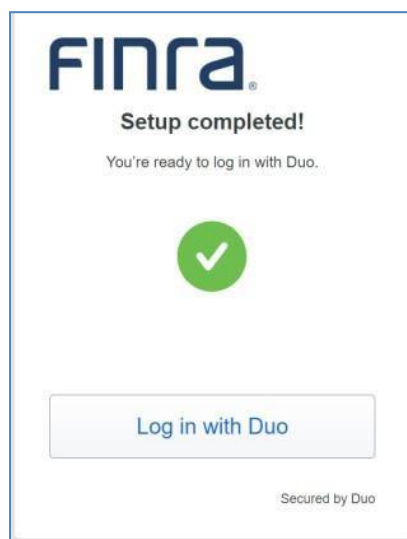 FINra®
Setup completed!
You're ready to log in with Duo.
Log in with Duo
Secured by Duo